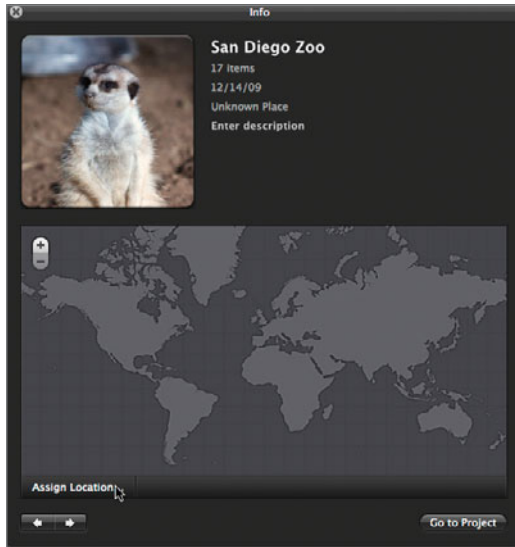 Info
San Diego Zoo
17 items
12/14/09
Unknown Place
Enter description
+
−
Assign Location
Go to Project